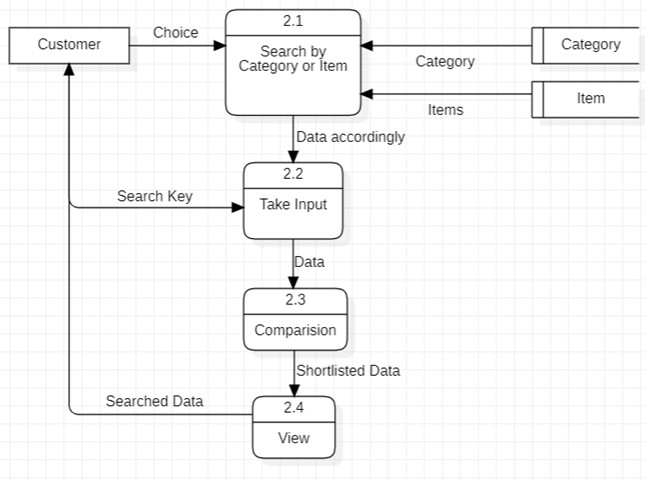 2.1
Customer
Choice
Search by
Category or Item
Category
Category
Item
Items
Data accordingly
2.2
Search Key
Take Input
Data
2.3
Comparision
Shortlisted Data
Searched Data
2.4
View